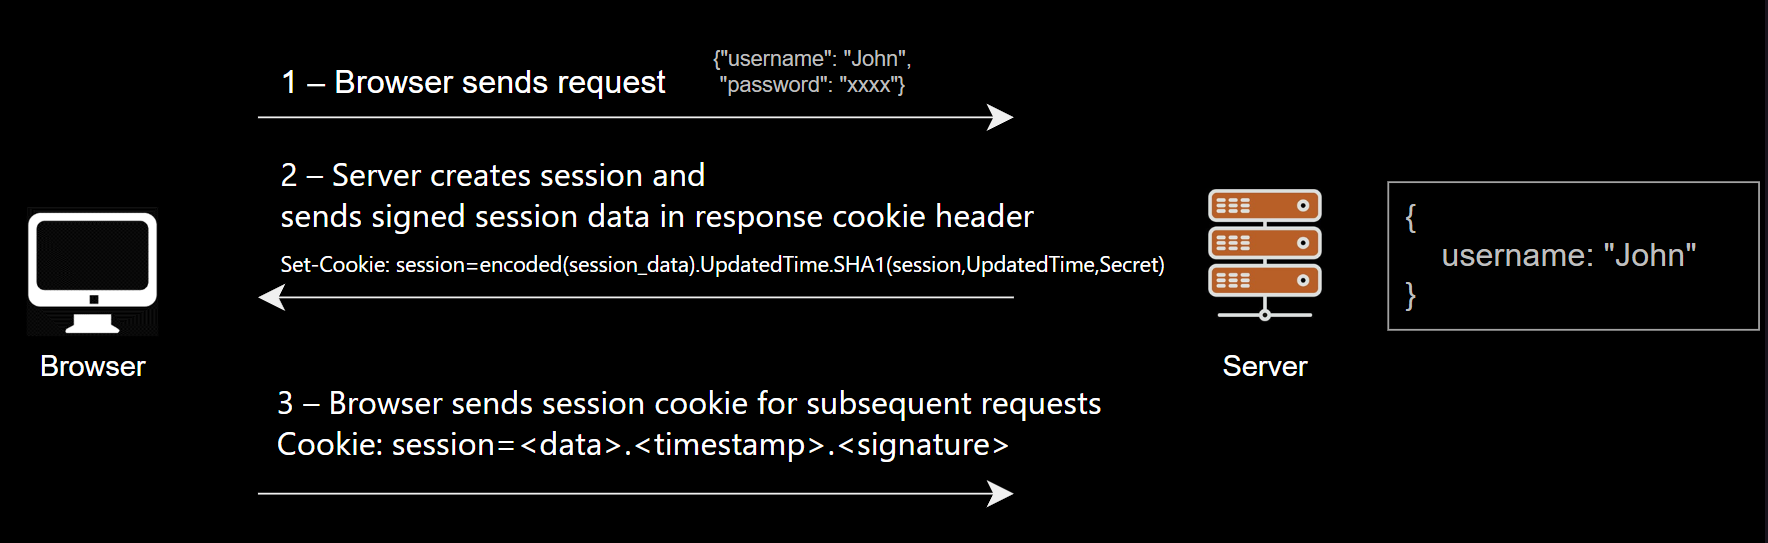 1 – Browser sends request
{"username": "John",
"password": "xxxx"}
2 – Server creates session and
sends signed session data in response cookie header
Set-Cookie: session=encoded(session_data).UpdatedTime.SHA1(session,UpdatedTime,Secret)
{
username: "John"
}
Browser
Server
3 – Browser sends session cookie for subsequent requests
Cookie: session=<data>.<timestamp>.<signature>